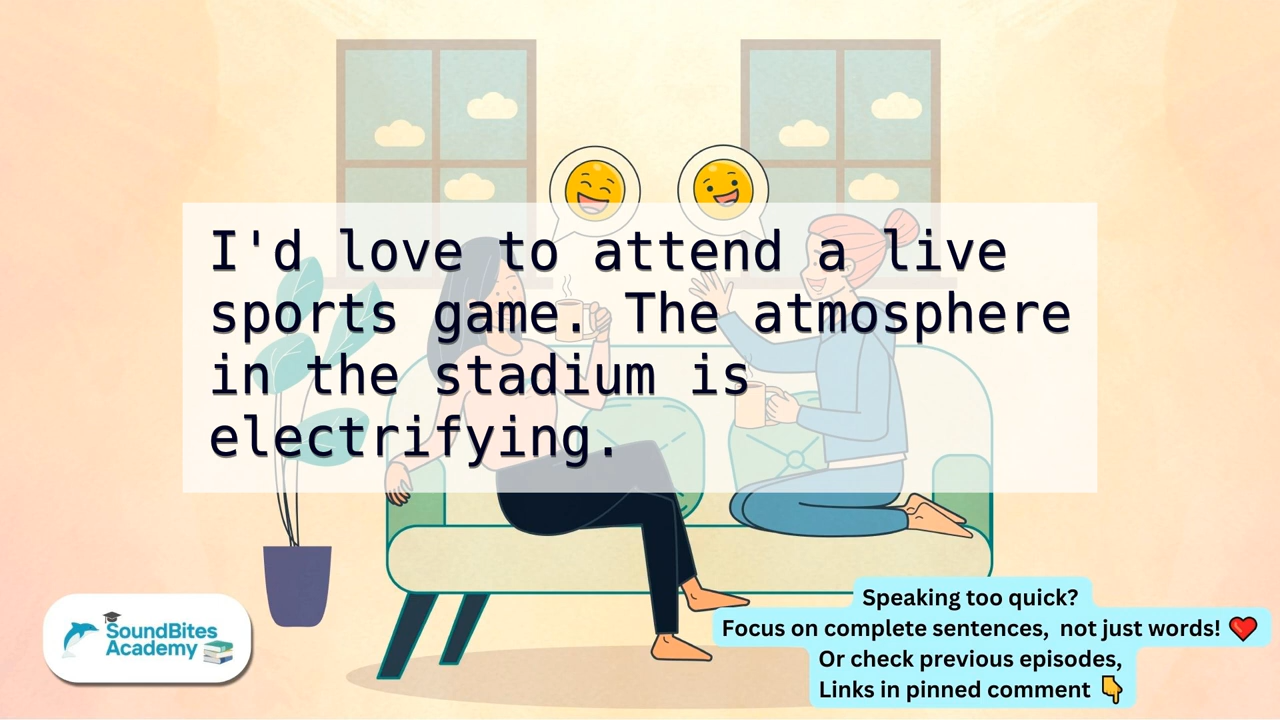 I'd love to attend a live
sports game. The atmosphere
in the stadium is
electrifying.
SoundBites
Academy
Speaking too quick?
Focus on complete sentences, not just words! ❤️
Or check previous episodes,
Links in pinned comment 👇